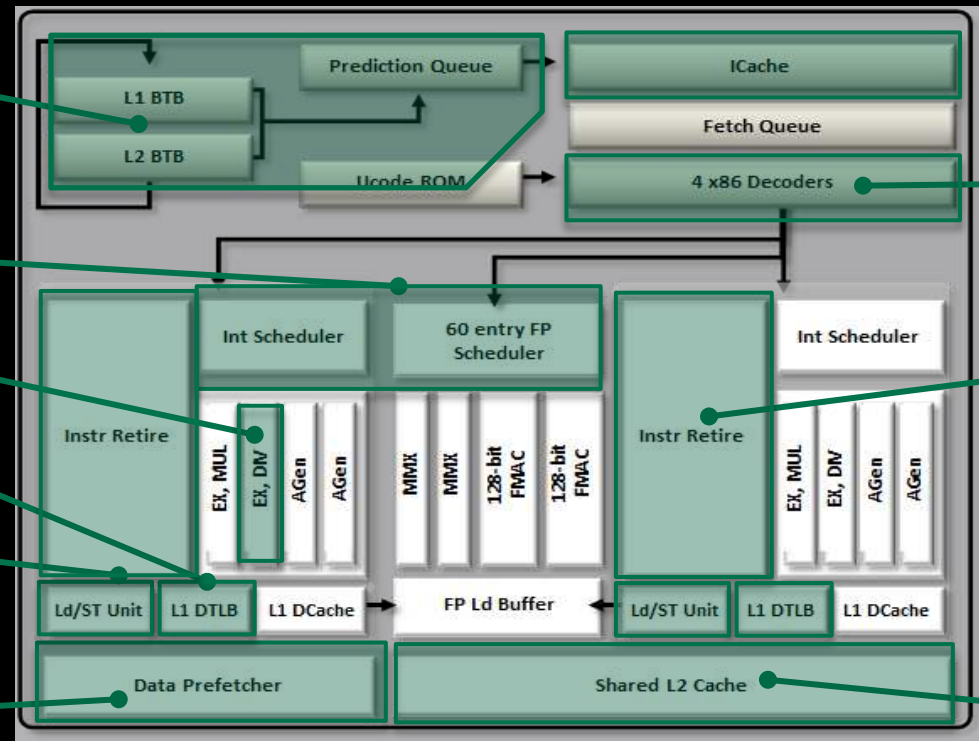 Prediction Queue
ICache
L1 BTB
Fetch Queue
L2 BTB
Ucode ROM
4 x86 Decoders
Int Scheduler
60 entry FP
Scheduler
Int Scheduler
Instr Retire
EX, MUL
EX, DIV
AGen
AGen
MMX
MMX
128-bit
FMAC
128-bit
FMAC
Instr Retire
EX, MUL
EX, DIV
AGen
AGen
Ld/ST Unit
L1 DTLB
L1 DCache
FP Ld Buffer
Ld/ST Unit
L1 DTLB
L1 DCache
Data Prefetcher
Shared L2 Cache